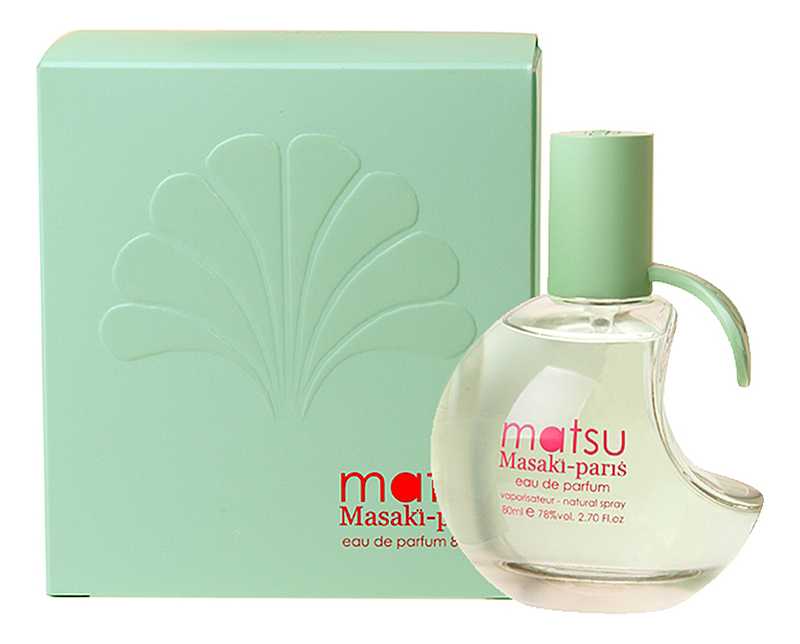 matsu
Masaki-paris
eau de parfum
vaporisateur - natural spray
80ml e 78%vol. 2.70 Fl.oz
Masaki-p
eau de parfum 8